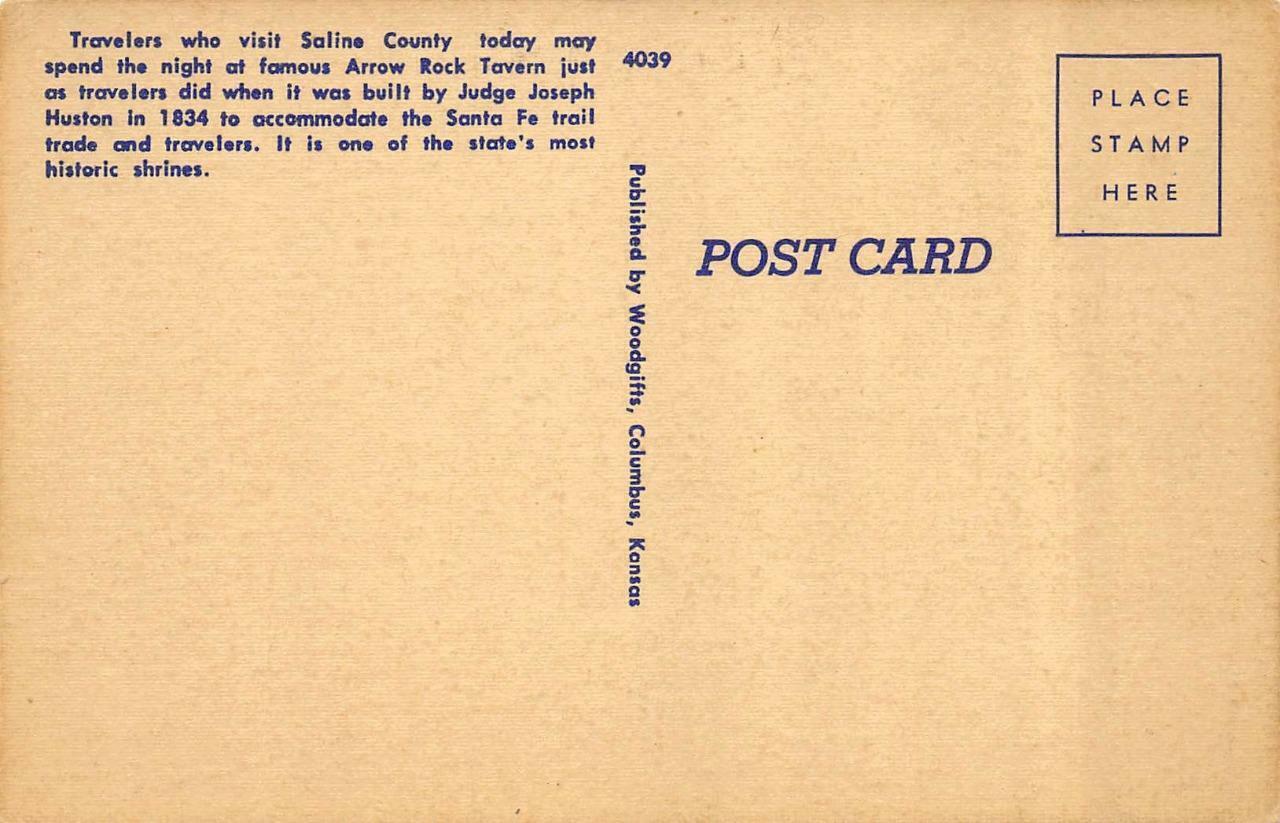 Travelers who visit Saline County today may
spend the night at famous Arrow Rock Tavern just
as travelers did when it was built by Judge Joseph
Huston in 1834 to accommodate the Santa Fe trail
trade and travelers. It is one of the state's most
historic shrines.
4039
Published by Woodgifts, Columbus, Kansas
POST CARD
PLACE
STAMP
HERE